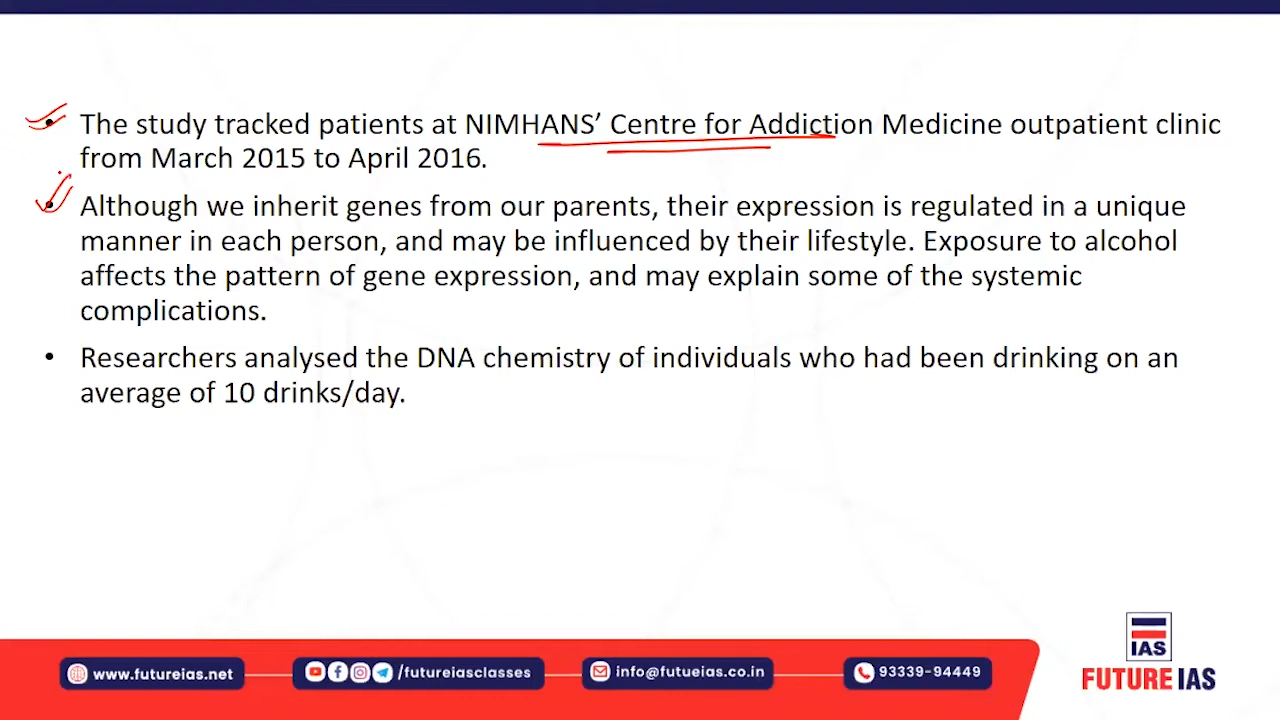 • The study tracked patients at NIMHANS’ Centre for Addiction Medicine outpatient clinic
from March 2015 to April 2016.
• Although we inherit genes from our parents, their expression is regulated in a unique
manner in each person, and may be influenced by their lifestyle. Exposure to alcohol
affects the pattern of gene expression, and may explain some of the systemic
complications.
• Researchers analysed the DNA chemistry of individuals who had been drinking on an
average of 10 drinks/day.
www.futureias.net /futureiasclasses info@futueias.co.in 93339-94449
IAS
FUTURE IAS